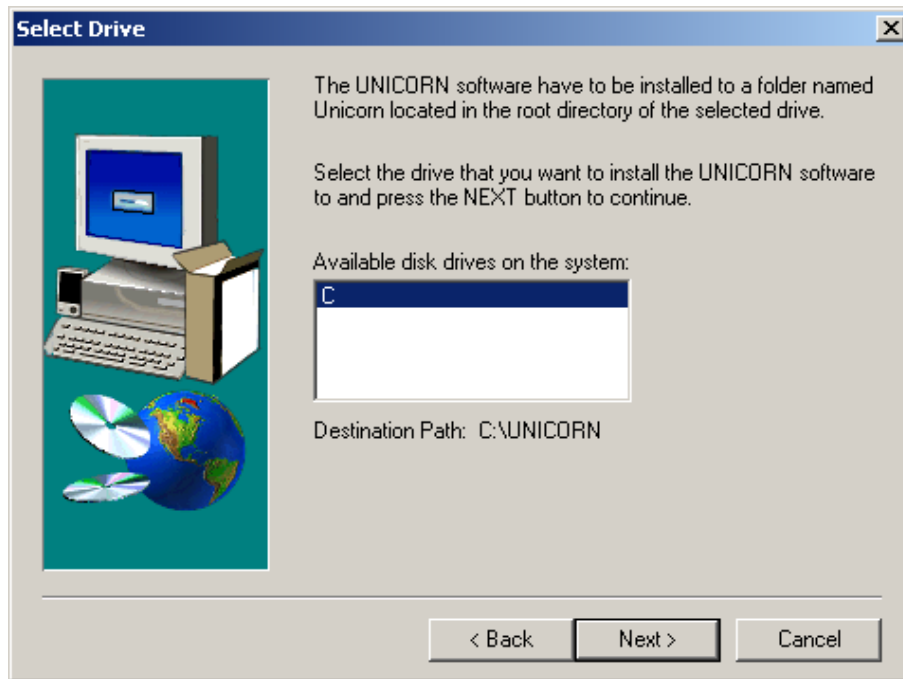 Select Drive
The UNICORN software have to be installed to a folder named
Unicorn located in the root directory of the selected drive.
Select the drive that you want to install the UNICORN software
to and press the NEXT button to continue.
Available disk drives on the system:
C
Destination Path: C:\UNICORN
< Back
Next >
Cancel